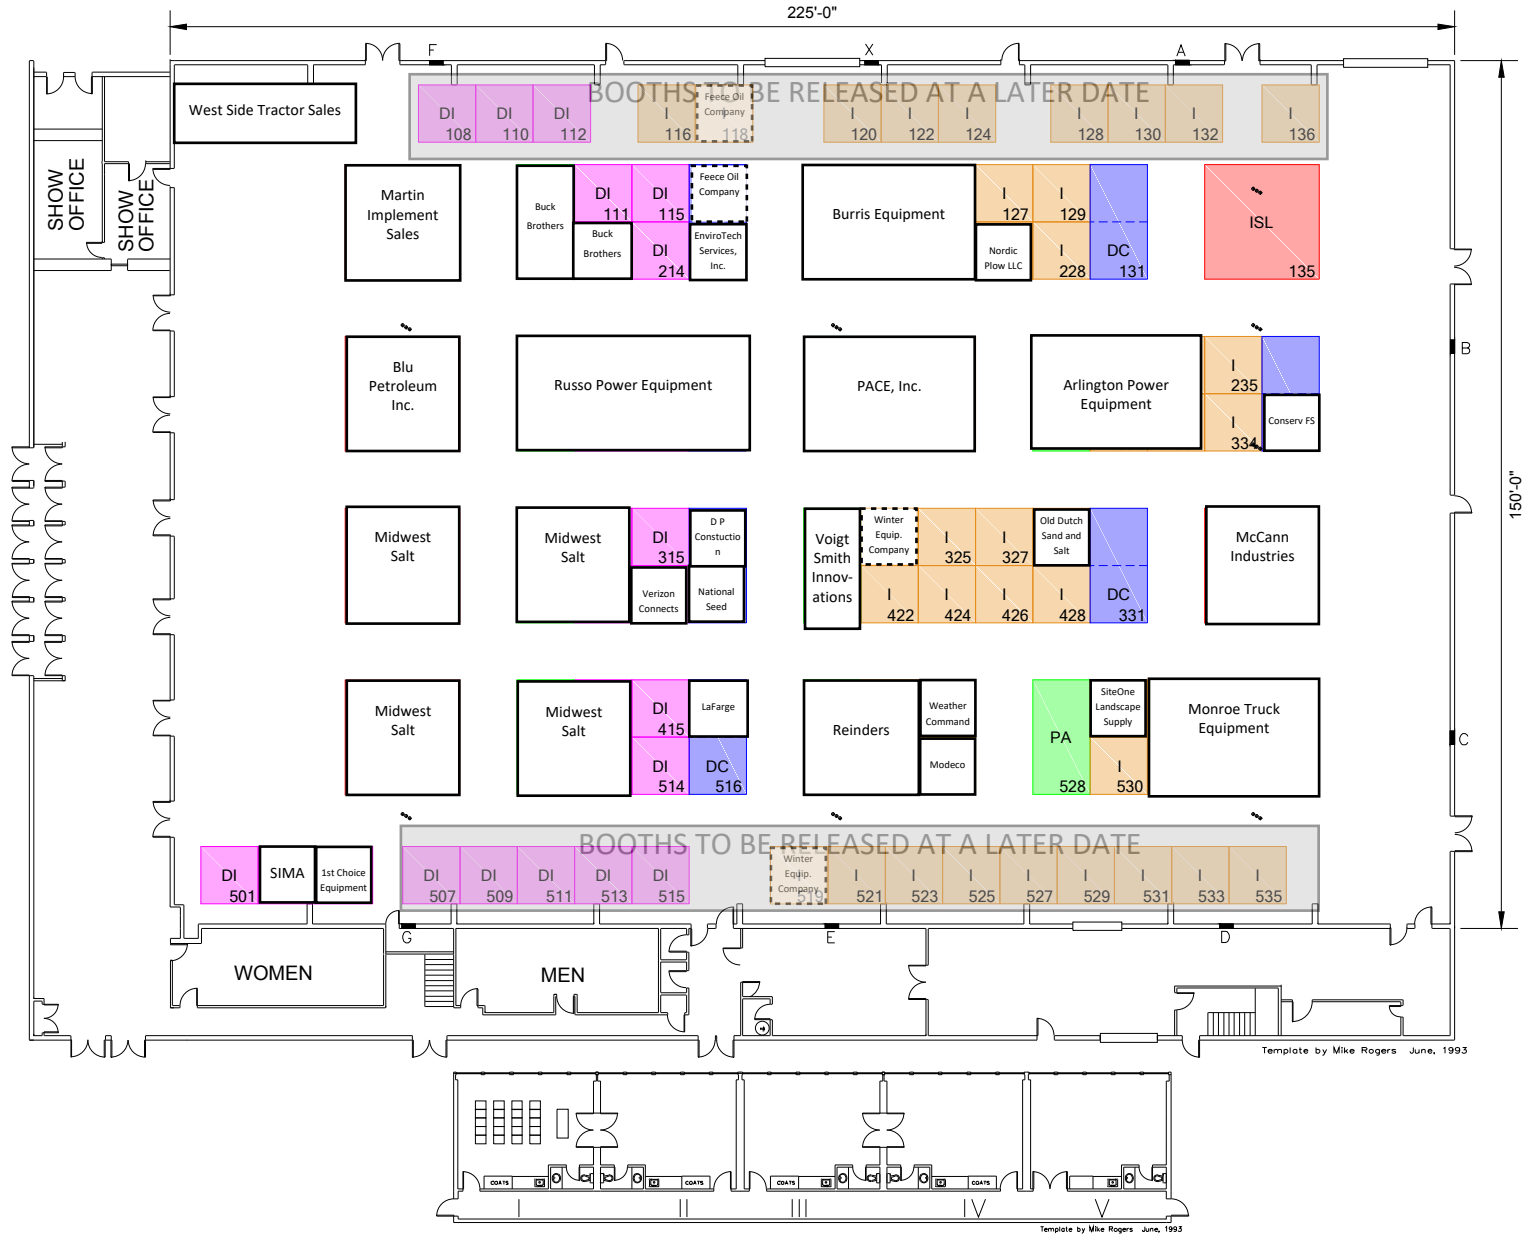 225'-0"
F
X
A
BOOTHS TO BE RELEASED AT A LATER DATE
West Side Tractor Sales
DI
108
DI
110
DI
112
I
116
Feece Oil
Company
118
I
120
I
122
I
124
I
128
I
130
I
132
I
136
SHOW
OFFICE
SHOW
OFFICE
Martin
Implement
Sales
Buck
Brothers
DI
111
DI
115
Feece Oil
Company
Buck
Brothers
DI
214
EnviroTech
Services,
Inc.
Burris Equipment
I
127
I
129
Nordic
Plow LLC
I
228
DC
131
ISL
135
Blu
Petroleum
Inc.
Russo Power Equipment
PACE, Inc.
Arlington Power
Equipment
I
235
I
334
Conserv FS
B
150'-0"
Midwest
Salt
Midwest
Salt
DI
315
D P
Constuctio
n
Verizon
Connects
National
Seed
Voigt
Smith
Innov-
ations
Winter
Equip.
Company
I
325
I
327
Old Dutch
Sand and
Salt
I
422
I
424
I
426
I
428
DC
331
McCann
Industries
Midwest
Salt
Midwest
Salt
DI
415
LaFarge
DI
514
DC
516
Reinders
Weather
Command
Modeco
PA
528
SiteOne
Landscape
Supply
I
530
Monroe Truck
Equipment
C
BOOTHS TO BE RELEASED AT A LATER DATE
DI
501
SIMA
1st Choice
Equipment
DI
507
DI
509
DI
511
DI
513
DI
515
Winter
Equip.
Company
519
I
521
I
523
I
525
I
527
I
529
I
531
I
533
I
535
G
E
D
WOMEN
MEN
Template by Mike Rogers June, 1993
COATS
COATS
COATS
COATS
I
II
III
IV
V
Template by Mike Rogers June, 1993